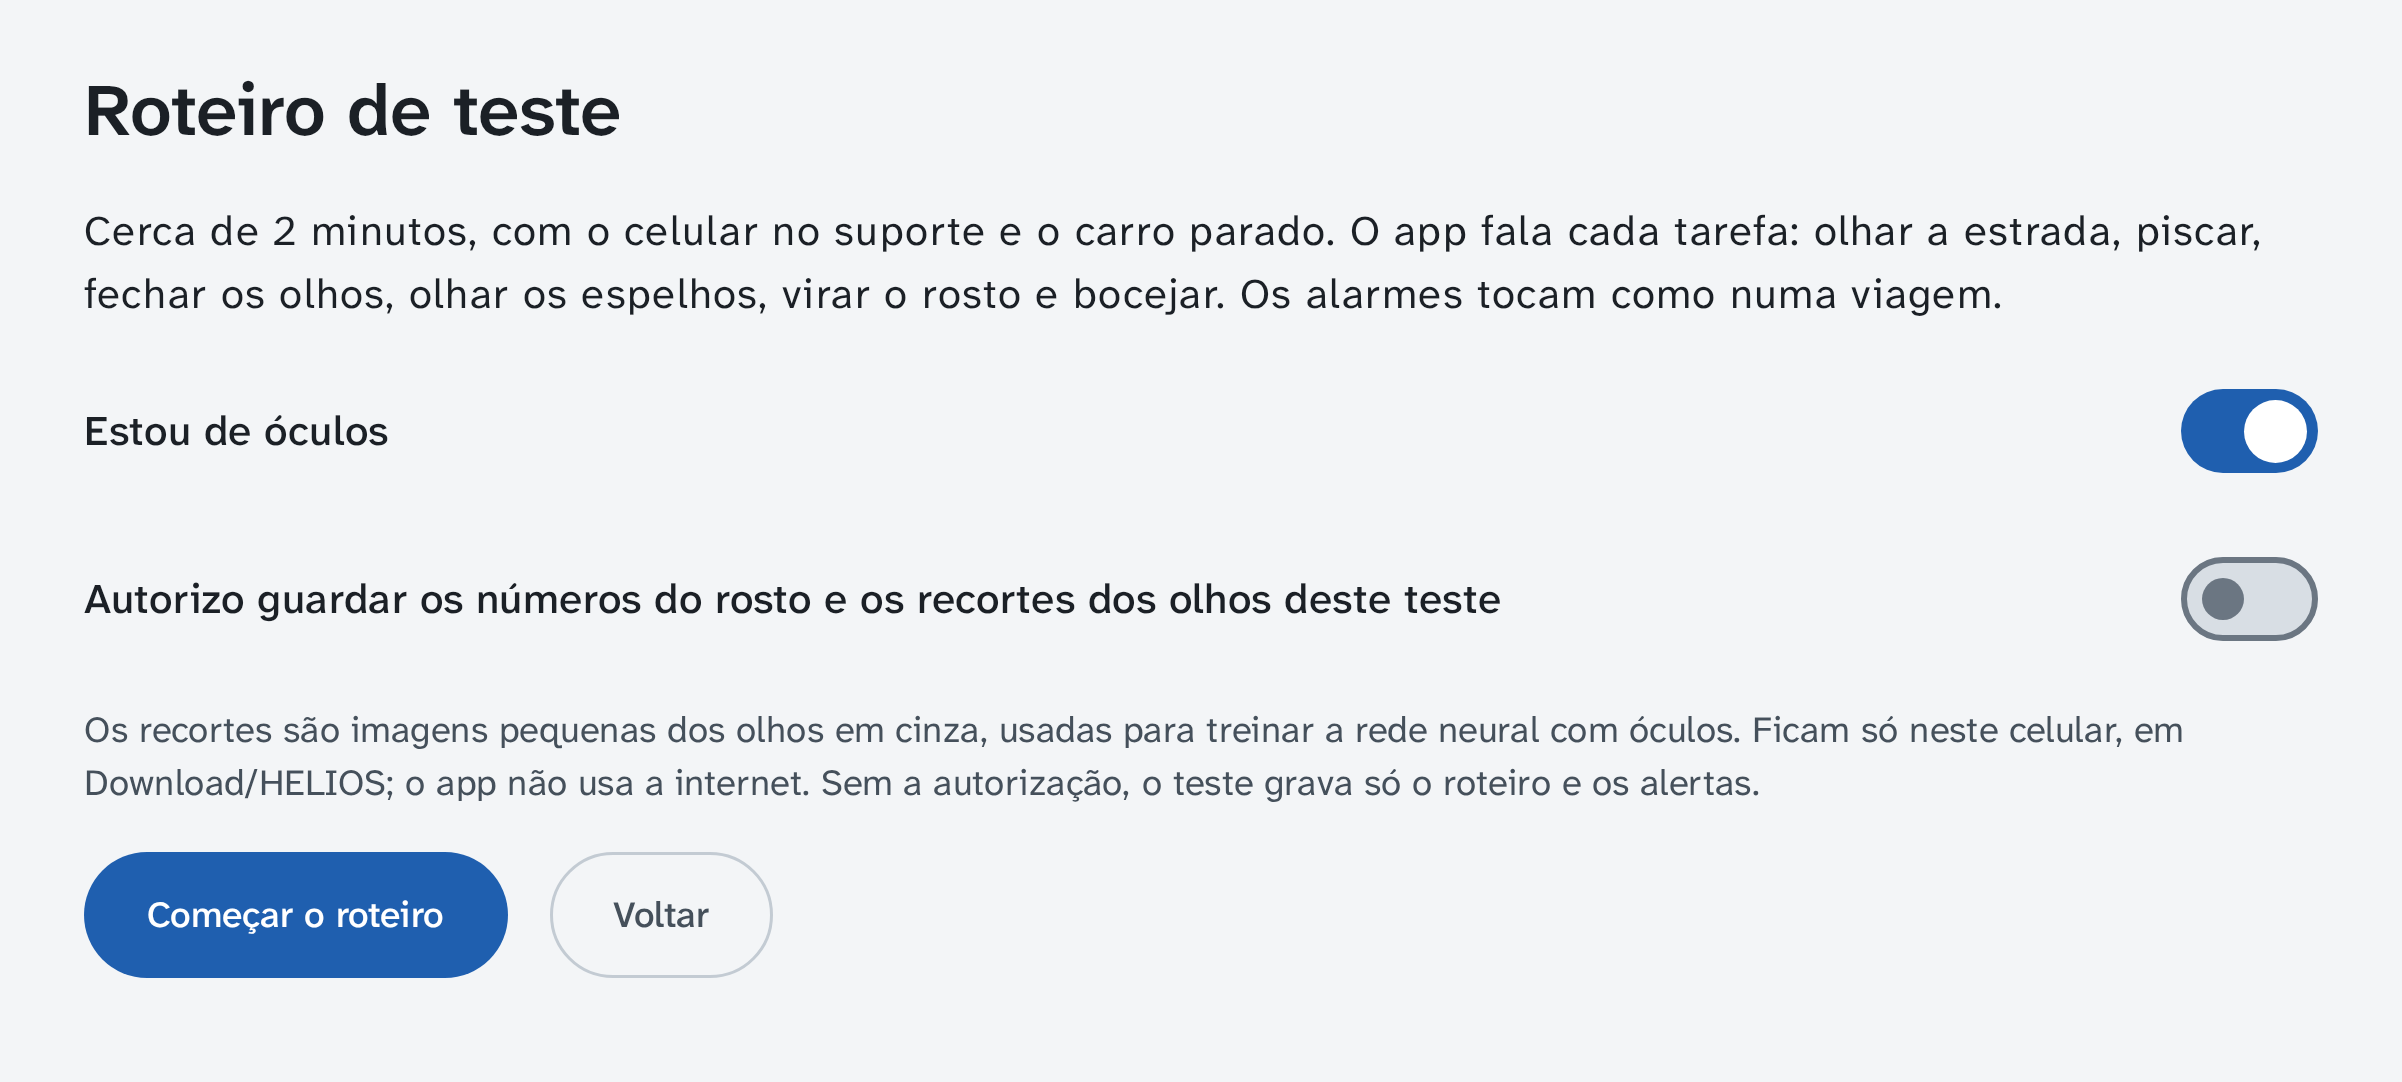 Roteiro de teste
Cerca de 2 minutos, com o celular no suporte e o carro parado. O app fala cada tarefa: olhar a estrada, piscar,
fechar os olhos, olhar os espelhos, virar o rosto e bocejar. Os alarmes tocam como numa viagem.
Estou de óculos
Autorizo guardar os números do rosto e os recortes dos olhos deste teste
Os recortes são imagens pequenas dos olhos em cinza, usadas para treinar a rede neural com óculos. Ficam só neste celular, em
Download/HELIOS; o app não usa a internet. Sem a autorização, o teste grava só o roteiro e os alertas.
Começar o roteiro
Voltar